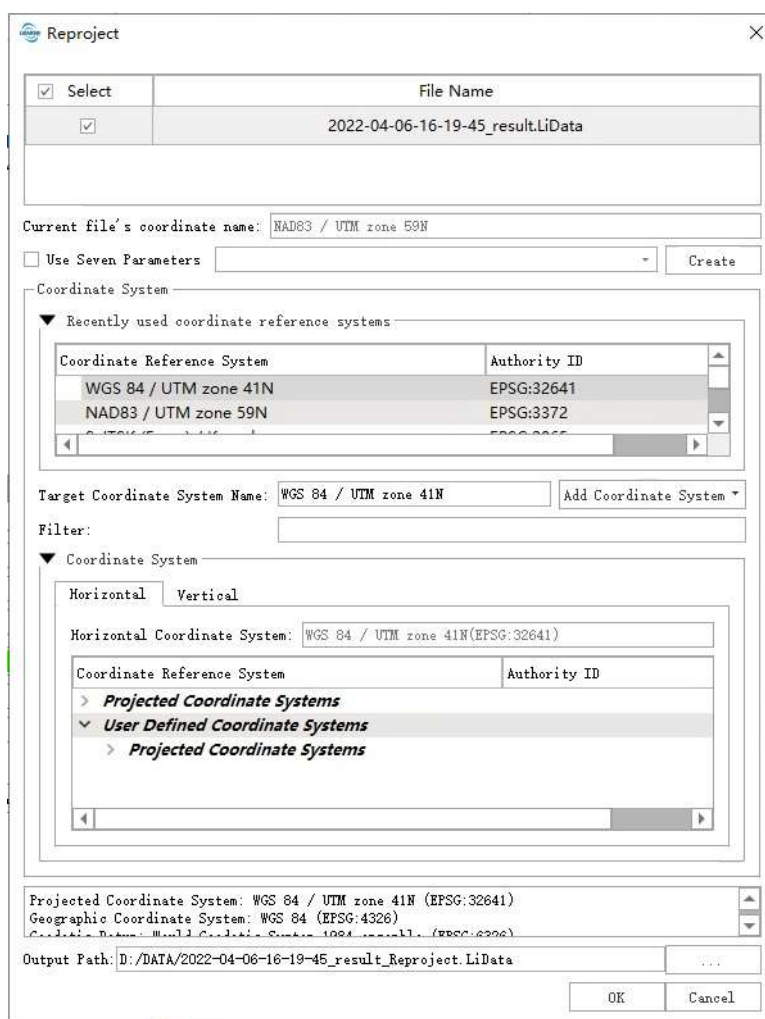 Reproject
Select File Name
2022-04-06-16-19-45_result.LiData
Current file's coordinate name: NAD83 / UTM zone 59N
Use Seven Parameters Create
Coordinate System
Recently used coordinate reference systems
Coordinate Reference System Authority ID
WGS 84 / UTM zone 41N EPSG:32641
NAD83 / UTM zone 59N EPSG:3372
Target Coordinate System Name: WGS 84 / UTM zone 41N Add Coordinate System
Filter:
Coordinate System
Horizontal Vertical
Horizontal Coordinate System: WGS 84 / UTM zone 41N(EPSG:32641)
Coordinate Reference System Authority ID
Projected Coordinate Systems
User Defined Coordinate Systems
Projected Coordinate Systems
Projected Coordinate System: WGS 84 / UTM zone 41N (EPSG:32641)
Geographic Coordinate System: WGS 84 (EPSG:4326)
Output Path: D:/DATA/2022-04-06-16-19-45_result_Reproject.LiData ...
OK Cancel